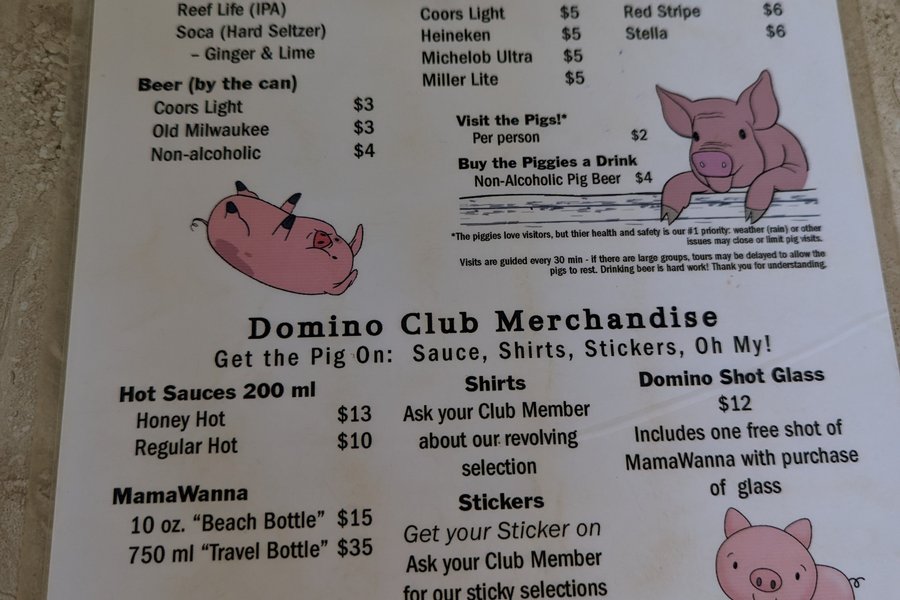 Reef Life (IPA)
Soca (Hard Seltzer)
– Ginger & Lime
Beer (by the can)
Coors Light $3
Old Milwaukee $3
Non-alcoholic $4
Coors Light $5
Heineken $5
Michelob Ultra $5
Miller Lite $5
Red Stripe $6
Stella $6
Visit the Pigs!*
Per person $2
Buy the Piggies a Drink
Non-Alcoholic Pig Beer $4
*The piggies love visitors, but thier health and safety is our #1 priority: weather (rain) or other
issues may close or limit pig visits.
Visits are guided every 30 min - If there are large groups, tours may be delayed to allow the
pigs to rest. Drinking beer is hard work! Thank you for understanding.
Domino Club Merchandise
Get the Pig On: Sauce, Shirts, Stickers, Oh My!
Hot Sauces 200 ml
Honey Hot $13
Regular Hot $10
MamaWanna
10 oz. “Beach Bottle” $15
750 ml “Travel Bottle” $35
Shirts
Ask your Club Member
about our revolving
selection
Stickers
Get your Sticker on
Ask your Club Member
for our sticky selections
Domino Shot Glass
$12
Includes one free shot of
MamaWanna with purchase
of glass